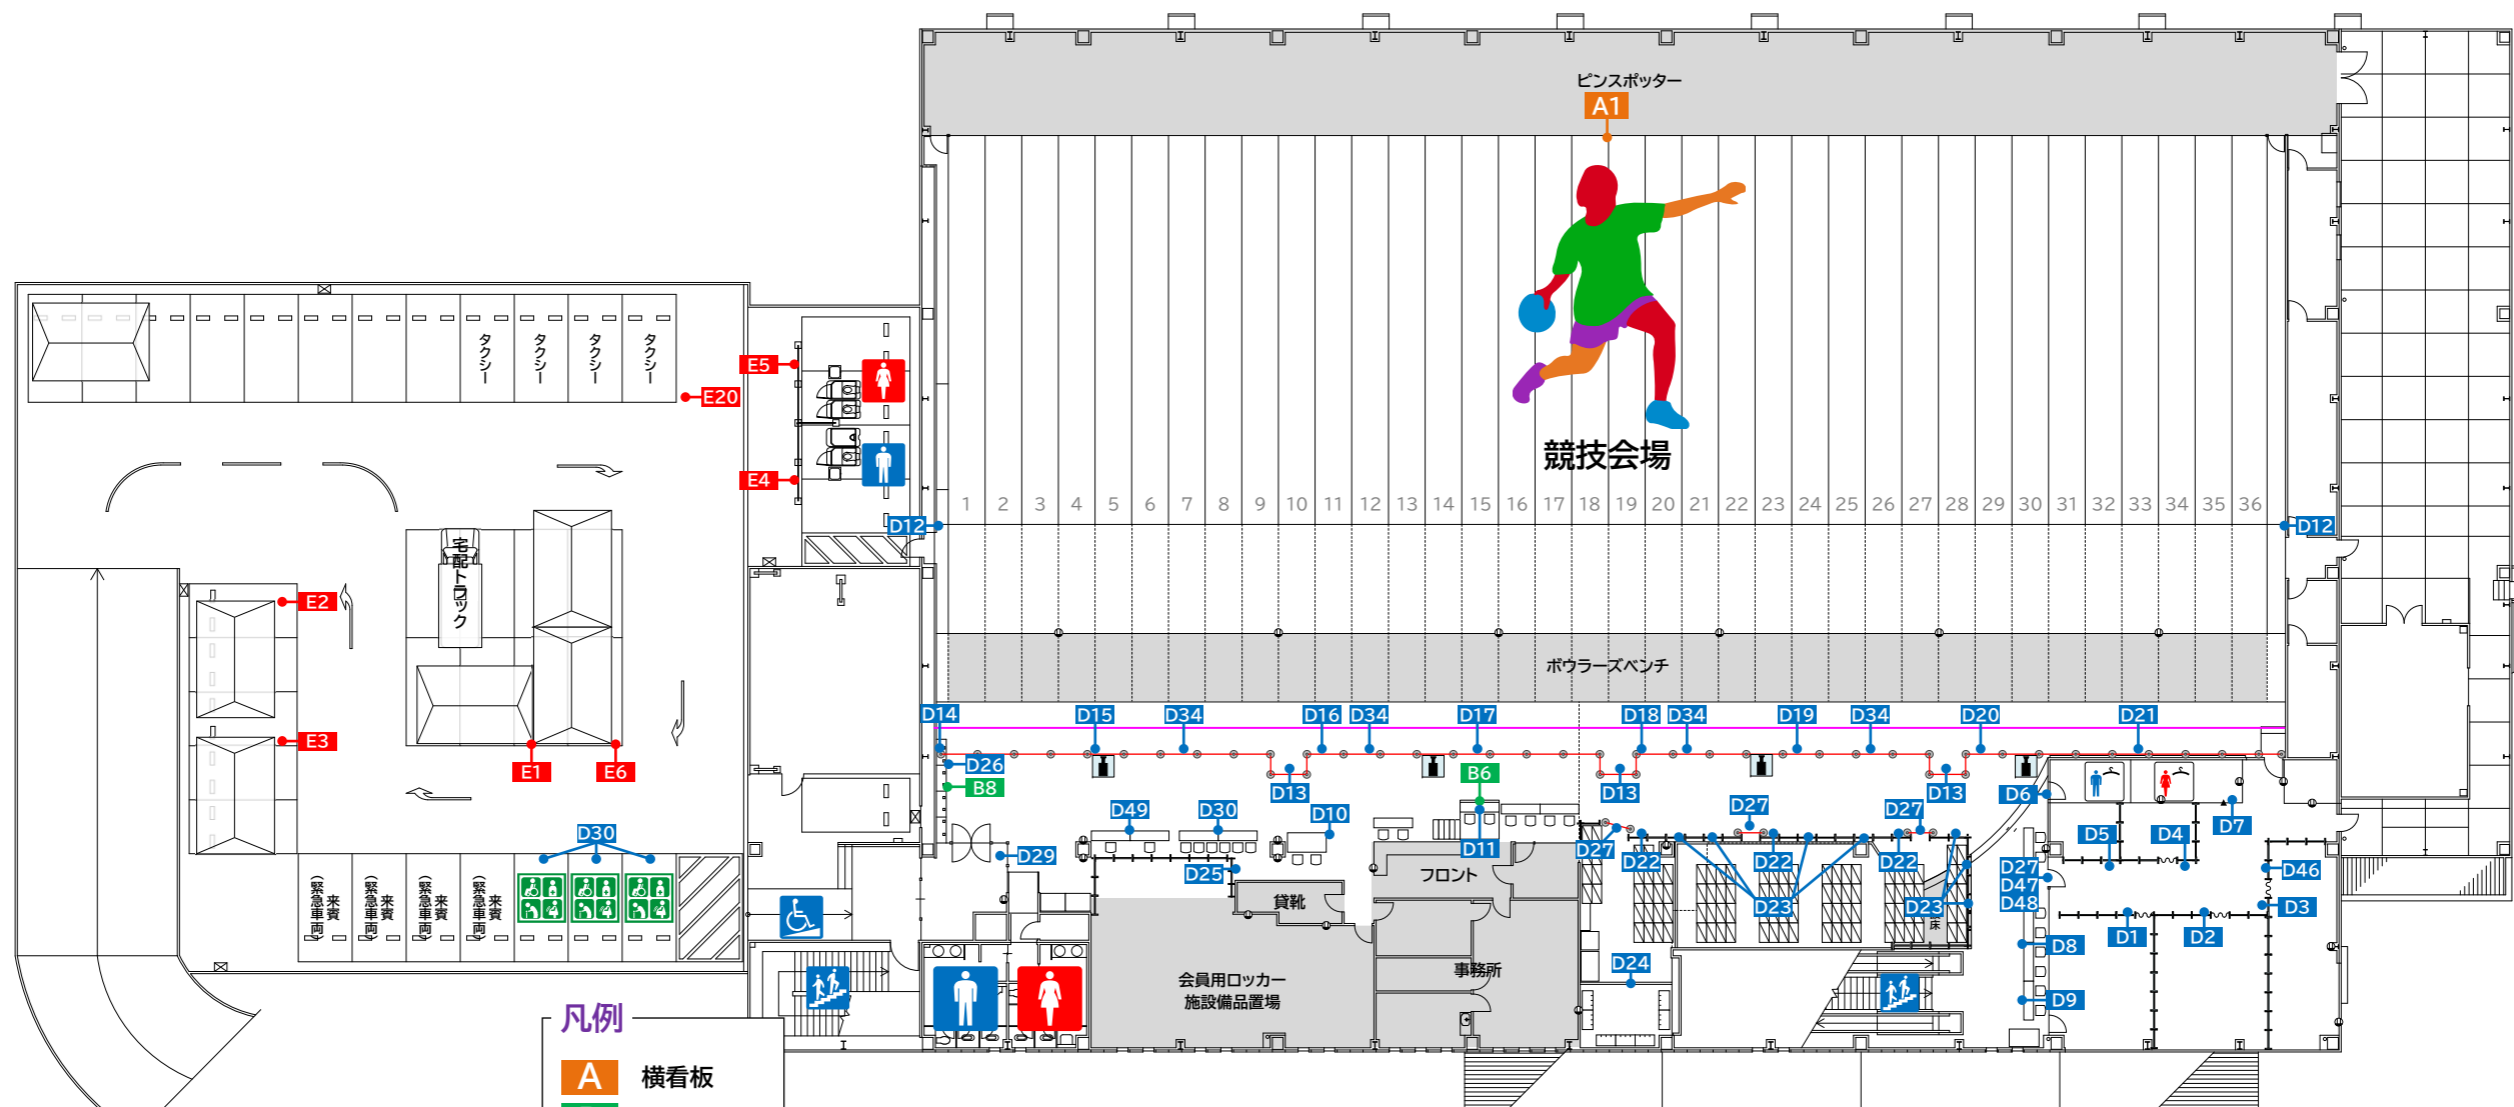 ピンスポッター
A1
競技会場
タクシー
タクシー
タクシー
タクシー
E20
E5
E4
D12
1 2 3 4 5 6 7 8 9 10 11 12 13 14 15 16 17 18 19 20 21 22 23 24 25 26 27 28 29 30 31 32 33 34 35 36
D12
宅配トラック
E2
E3
E1
E6
ボウラーズベンチ
D14
D15
D34
D16
D34
D17
D18
D34
D19
D34
D20
D21
D26
B8
D13
B6
D13
D13
D6
D30
D49
D30
D10
D11
D27
D27
D27
D22
D22
D22
D5
D4
D7
D29
D25
フロント
貸靴
D23
D23
床
D27
D47
D48
D46
D3
D1
D2
D8
D9
D24
来賓
(緊急車両)
来賓
(緊急車両)
来賓
(緊急車両)
来賓
(緊急車両)
会員用ロッカー
施設備品置場
事務所
凡例
A 横看板